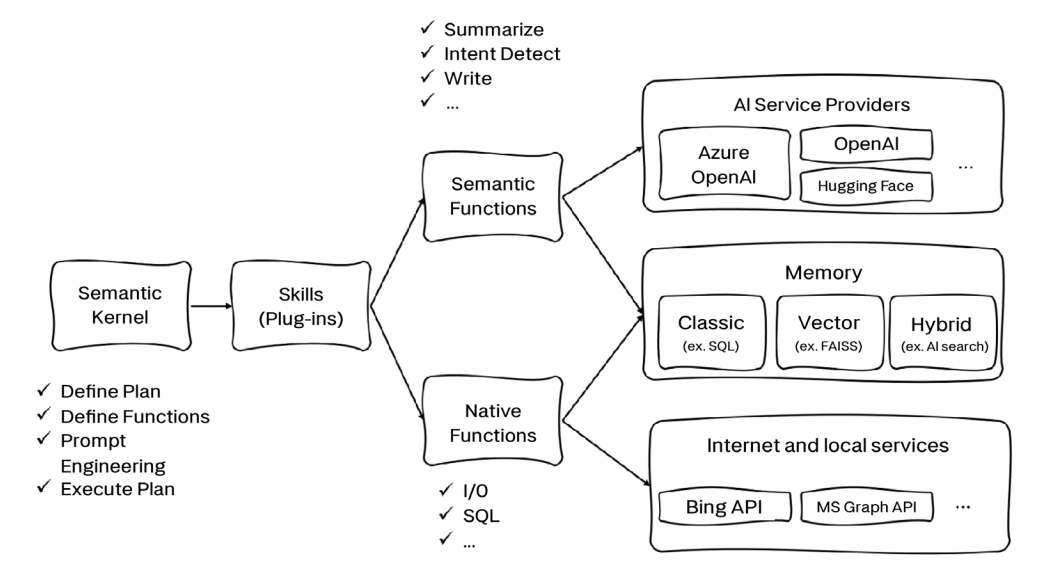 ✓ Summarize
✓ Intent Detect
✓ Write
✓ ...
AI Service Providers
Azure
OpenAI
OpenAI
Hugging Face
...
Semantic
Functions
Semantic
Kernel
Skills
(Plug-ins)
Memory
Classic
(ex. SQL)
Vector
(ex. FAISS)
Hybrid
(ex. AI search)
✓ Define Plan
✓ Define Functions
✓ Prompt
Engineering
✓ Execute Plan
Native
Functions
✓ I/0
✓ SQL
✓ ...
Internet and local services
Bing API
MS Graph API
...